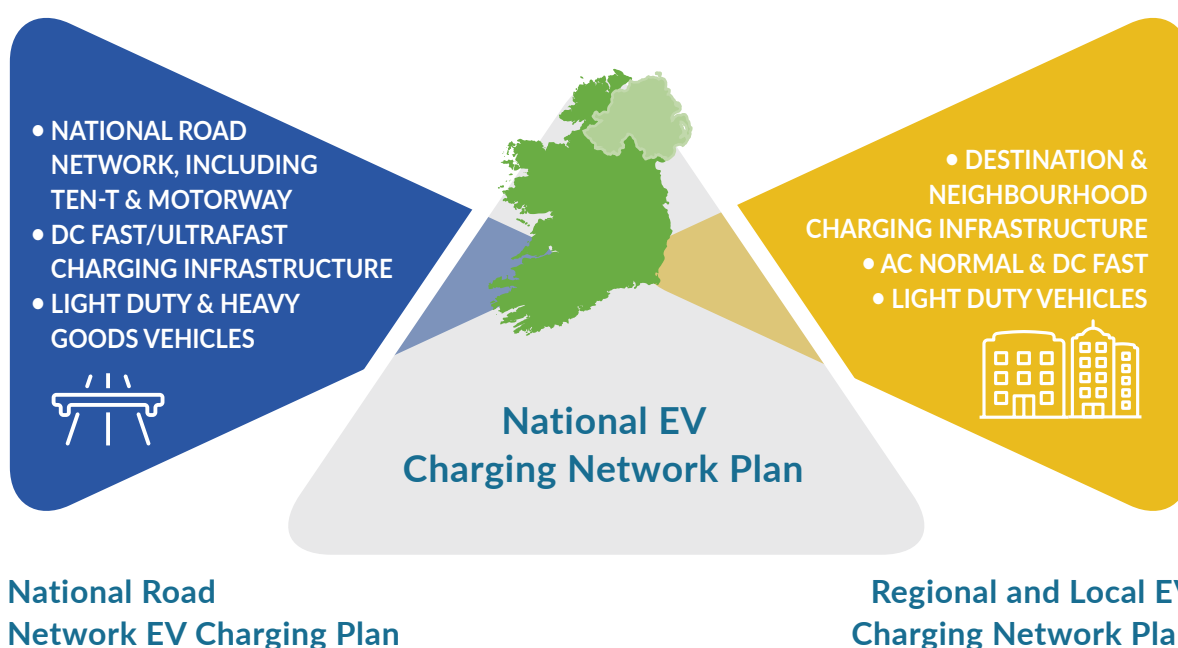 • NATIONAL ROAD
NETWORK, INCLUDING
TEN-T & MOTORWAY
• DC FAST/ULTRAFAST
CHARGING INFRASTRUCTURE
• LIGHT DUTY & HEAVY
GOODS VEHICLES
• DESTINATION &
NEIGHBOURHOOD
CHARGING INFRASTRUCTURE
• AC NORMAL & DC FAST
• LIGHT DUTY VEHICLES
National EV
Charging Network Plan
National Road
Network EV Charging Plan
Regional and Local EV
Charging Network Pla